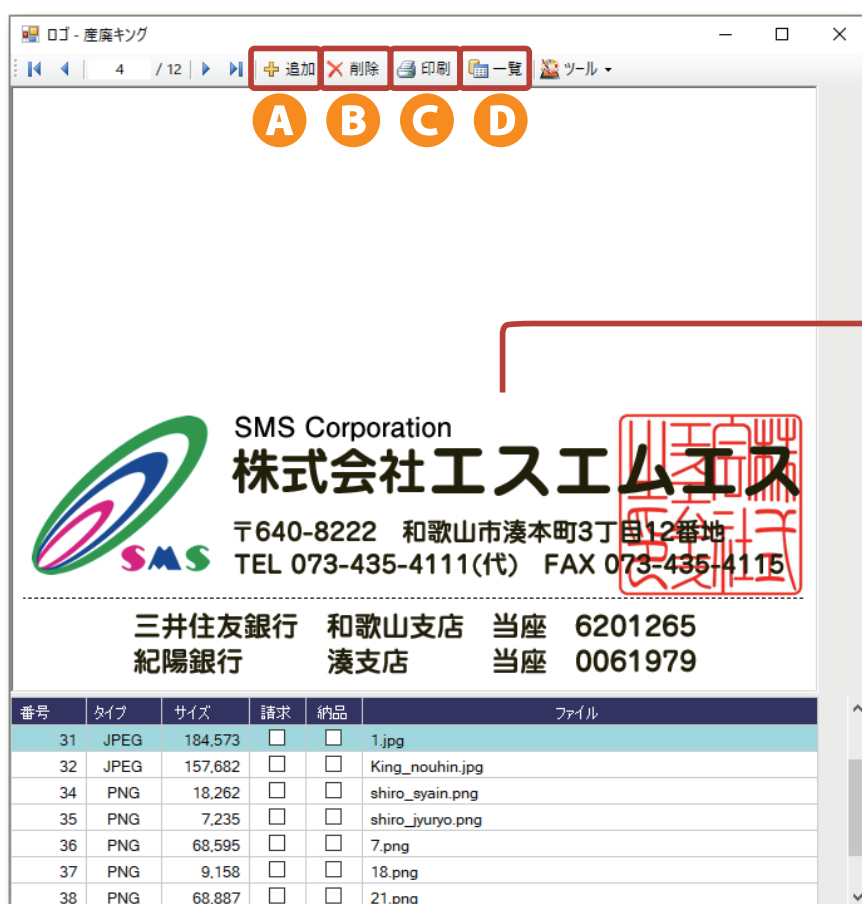 ロゴ - 産廃キング
4 / 12 追加 削除 印刷 一覧 ツール
A B C D
SMS Corporation
株式会社エスエムエス
SMS
〒640-8222 和歌山市湊本町3丁目12番地
TEL 073-435-4111(代) FAX 073-435-4115
三井住友銀行 和歌山支店 当座 6201265
紀陽銀行 湊支店 当座 0061979
番号 タイプ サイズ 請求 納品 ファイル
31 JPEG 184,573 1.jpg
32 JPEG 157,682 King_nouhin.jpg
34 PNG 18,262 shiro_syain.png
35 PNG 7,235 shiro_jyuryo.png
36 PNG 68,595 7.png
37 PNG 9,158 18.png
38 PNG 68,887 21.png